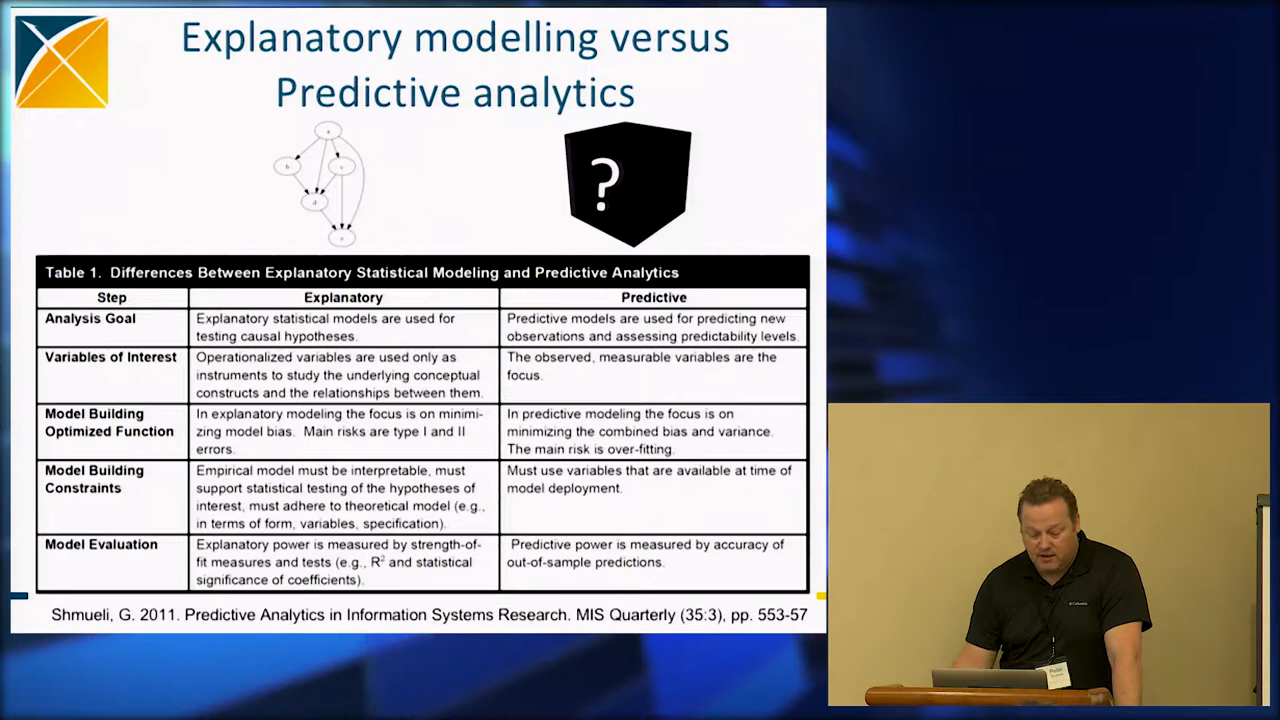 Explanatory modelling versus
Predictive analytics
a
b
c
d
e
?
Table 1. Differences Between Explanatory Statistical Modeling and Predictive Analytics
Step
Explanatory
Predictive
Analysis Goal
Explanatory statistical models are used for
testing causal hypotheses.
Predictive models are used for predicting new
observations and assessing predictability levels.
Variables of Interest
Operationalized variables are used only as
instruments to study the underlying conceptual
constructs and the relationships between them.
The observed, measurable variables are the
focus.
Model Building
Optimized Function
In explanatory modeling the focus is on minimi-
zing model bias. Main risks are type I and II
errors.
In predictive modeling the focus is on
minimizing the combined bias and variance.
The main risk is over-fitting.
Model Building
Constraints
Empirical model must be interpretable, must
support statistical testing of the hypotheses of
interest, must adhere to theoretical model (e.g.,
in terms of form, variables, specification).
Must use variables that are available at time of
model deployment.
Model Evaluation
Explanatory power is measured by strength-of-
fit measures and tests (e.g., R² and statistical
significance of coefficients).
Predictive power is measured by accuracy of
out-of-sample predictions.
Shmueli, G. 2011. Predictive Analytics in Information Systems Research. MIS Quarterly (35:3), pp. 553-57
Columbia
Peter